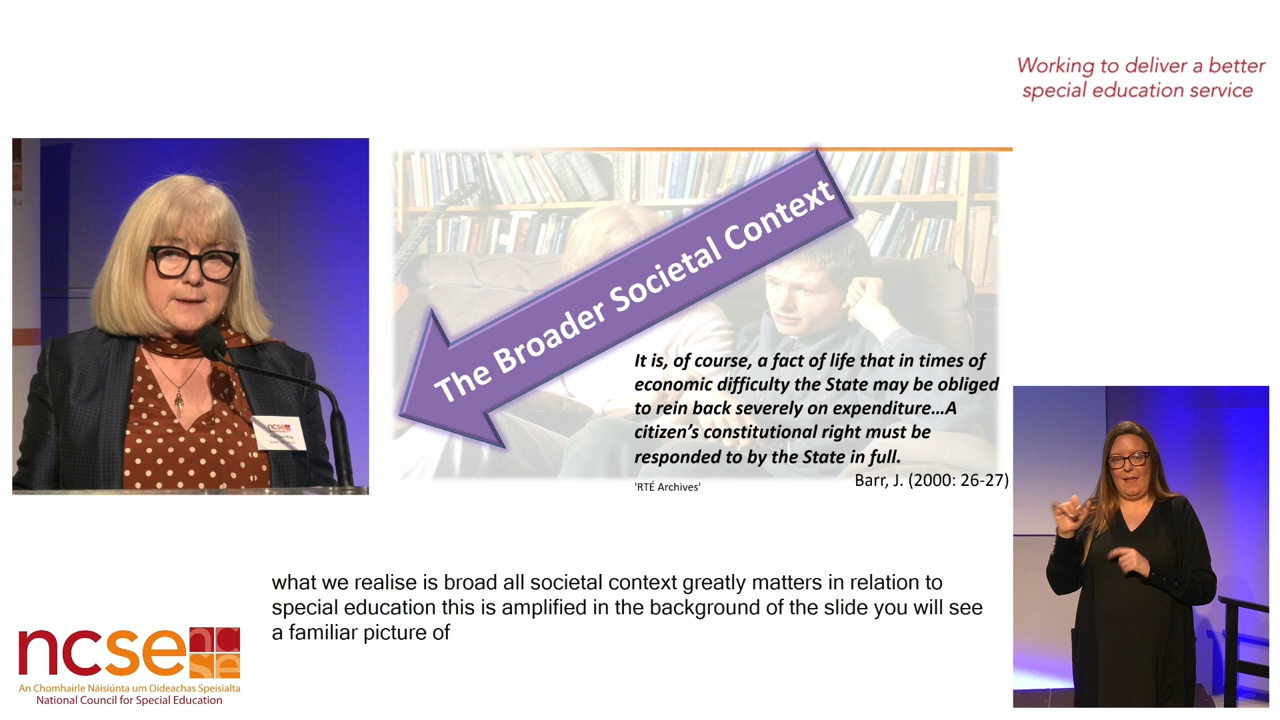 Working to deliver a better
special education service
The Broader Societal Context
It is, of course, a fact of life that in times of
economic difficulty the State may be obliged
to rein back severely on expenditure…A
citizen’s constitutional right must be
responded to by the State in full.
Barr, J. (2000: 26-27)
'RTÉ Archives'
ncse
what we realise is broad all societal context greatly matters in relation to
special education this is amplified in the background of the slide you will see
a familiar picture of
ncse
ncse
An Chomhairle Náisiúnta um Oideachas Speisialta
National Council for Special Education